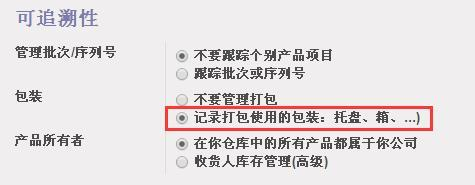 可追溯性
管理批次/序列号 不要跟踪个别产品项目
跟踪批次或序列号
包装 不要管理打包
记录打包使用的包装：托盘、箱、...)
产品所有者 在你仓库中的所有产品都属于你公司
收货人库存管理(高级)